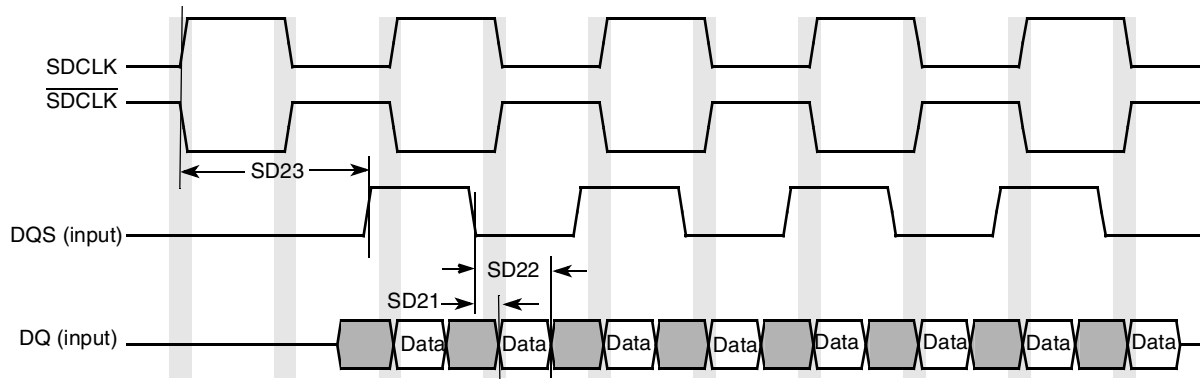 SDCLK
SDCLK
SD23
DQS (input)
SD22
SD21
DQ (input)
Data Data Data Data Data Data Data Data